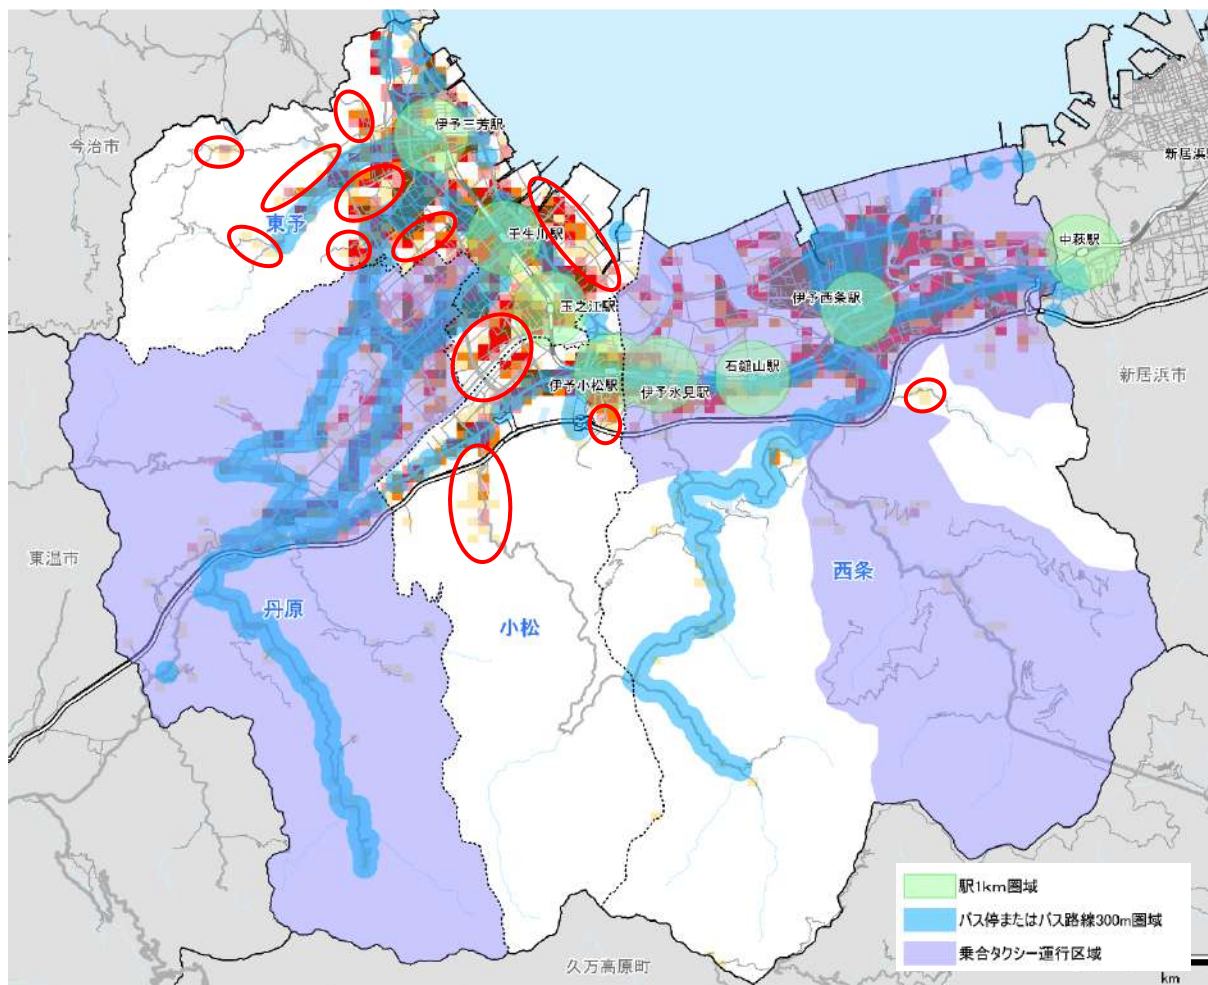 伊予三芳駅
今治市
新居浜
東予
壬生川駅
中萩駅
伊予西条駅
玉之江駅
石鎚山駅
伊予小松駅
伊予氷見駅
新居浜市
東温市
西条
丹原
小松
駅1km圏域
バス停またはバス路線300m圏域
乗合タクシー運行区域
久万高原町
km